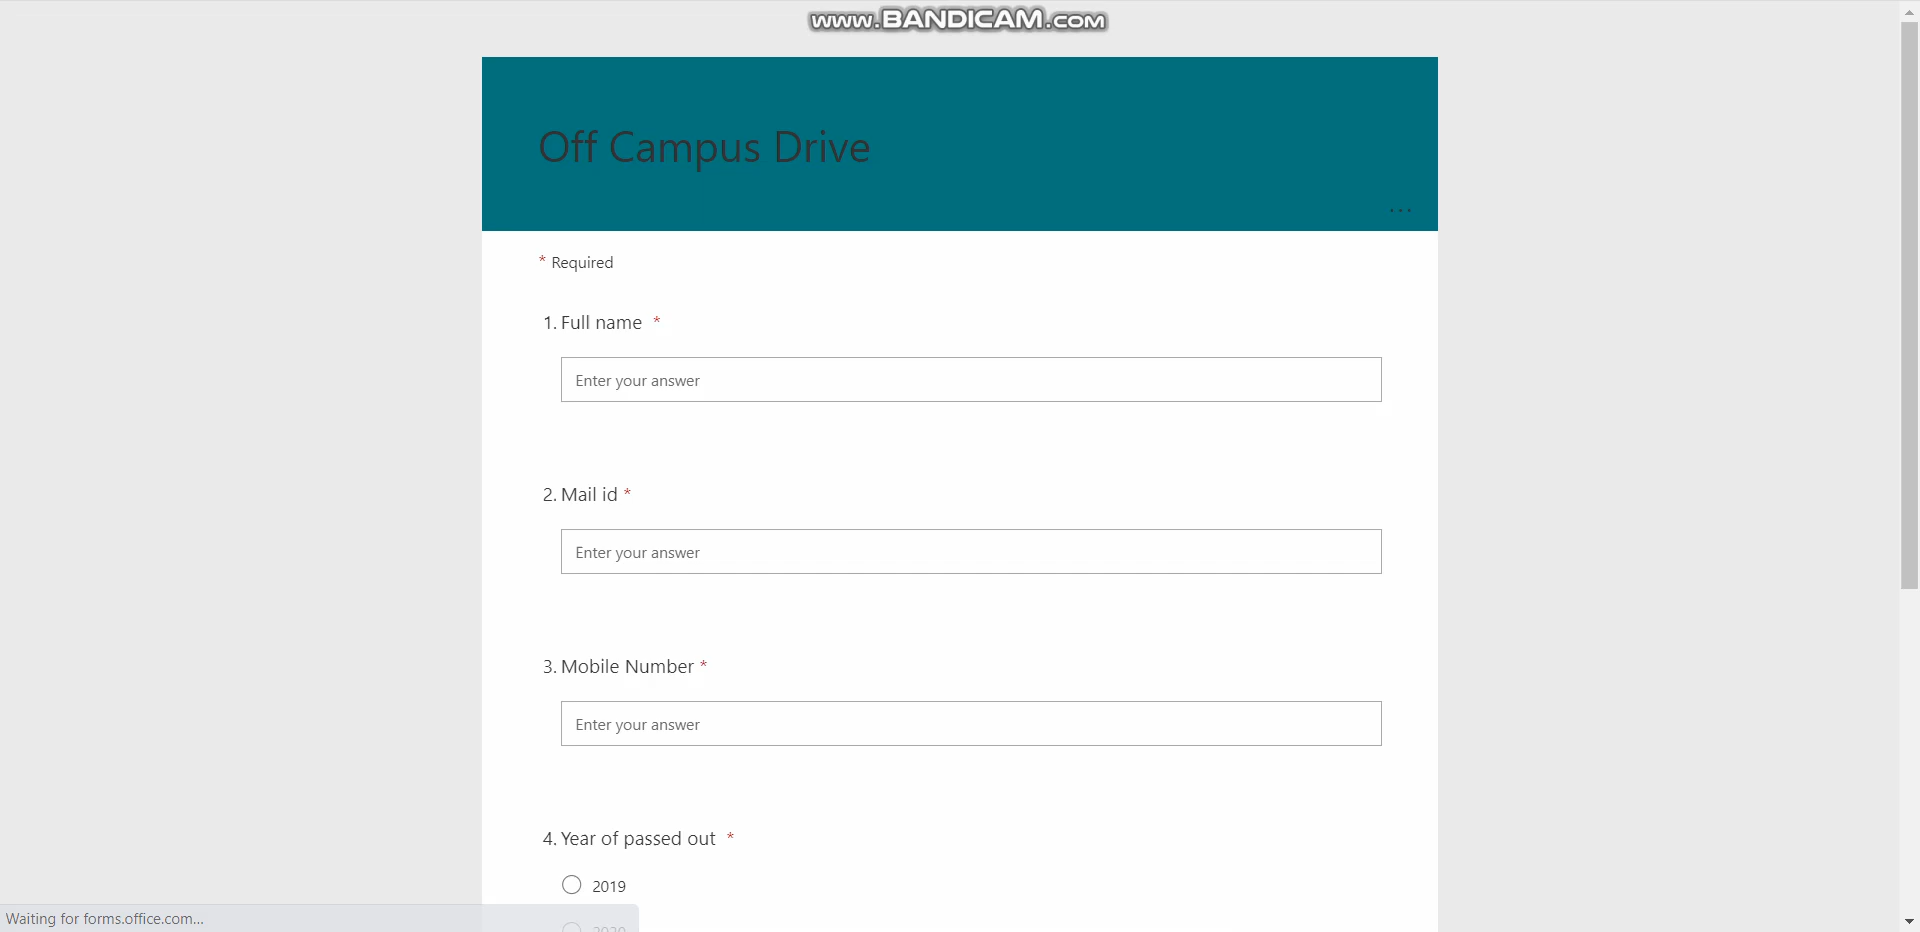 www.BANDICAM.com
Off Campus Drive
...
* Required
1. Full name *
Enter your answer
2. Mail id *
Enter your answer
3. Mobile Number *
Enter your answer
4. Year of passed out *
2019
2020
Waiting for forms.office.com...